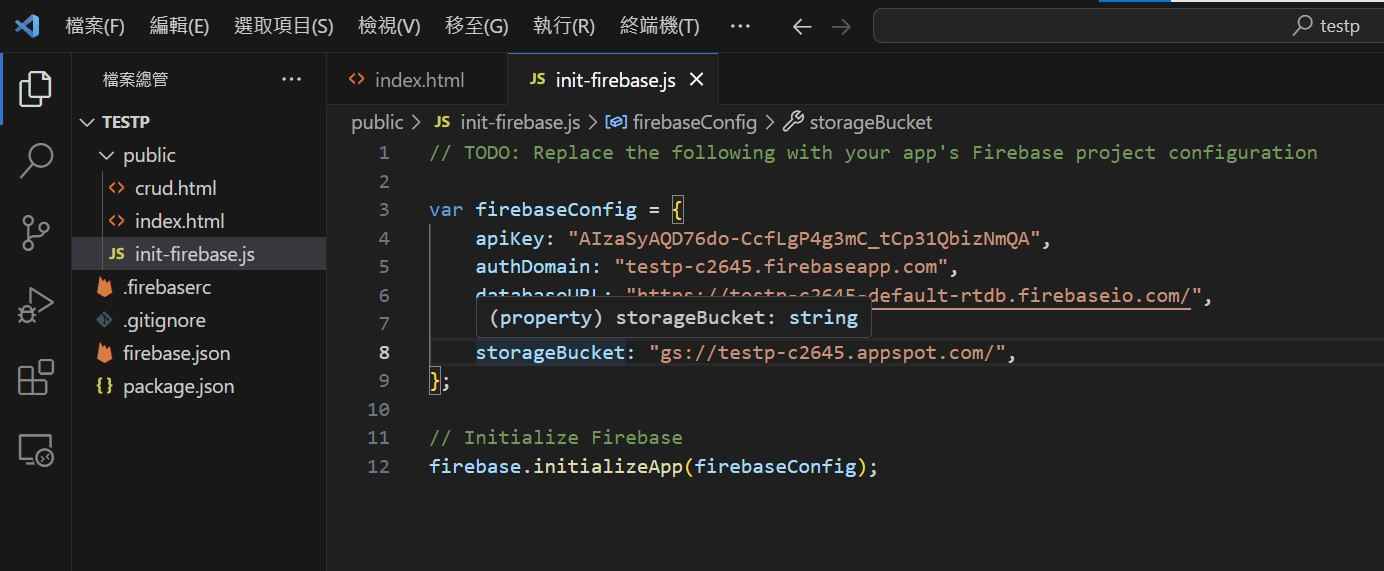 檔案(F) 編輯(E) 選取項目(S) 檢視(V) 移至(G) 執行(R) 終端機(T) ··· testp
檔案總管 ···
TESTP
public
crud.html
index.html
init-firebase.js
.firebaserc
.gitignore
firebase.json
package.json
index.html JS init-firebase.js
public > JS init-firebase.js > firebaseConfig > storageBucket
1 // TODO: Replace the following with your app's Firebase project configuration
2
3 var firebaseConfig = {
4 apiKey: "AIzaSyAQD76do-CcfLgP4g3mC_tCp31QbizNmQA",
5 authDomain: "testp-c2645.firebaseapp.com",
6 databaseURL: "https://testp-c2645-default-rtdb.firebaseio.com/",
7 (property) storageBucket: string
8 storageBucket: "gs://testp-c2645.appspot.com/",
9 };
10
11 // Initialize Firebase
12 firebase.initializeApp(firebaseConfig);